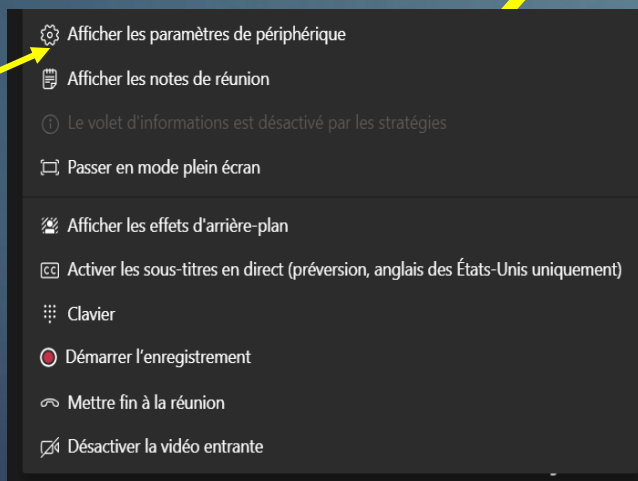 Afficher les paramètres de périphérique
Afficher les notes de réunion
Le volet d'informations est désactivé par les stratégies
Passer en mode plein écran
Afficher les effets d'arrière-plan
CC Activer les sous-titres en direct (préversion, anglais des États-Unis uniquement)
Clavier
Démarrer l'enregistrement
Mettre fin à la réunion
Désactiver la vidéo entrante